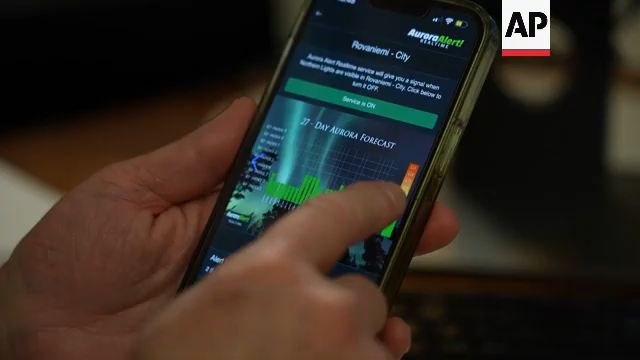 AP
AuroraAlert!
REALTIME
Rovaniemi - City
Aurora Alert Realtime service will give you a signal when
Northern Lights are visible in Rovaniemi - City. Click below to
turn it OFF.
Service is ON
27 - DAY AURORA FORECAST